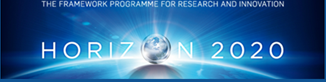 THE FRAMEWORK PROGRAMME FOR RESEARCH AND INNOVATION
HORIZON 2020